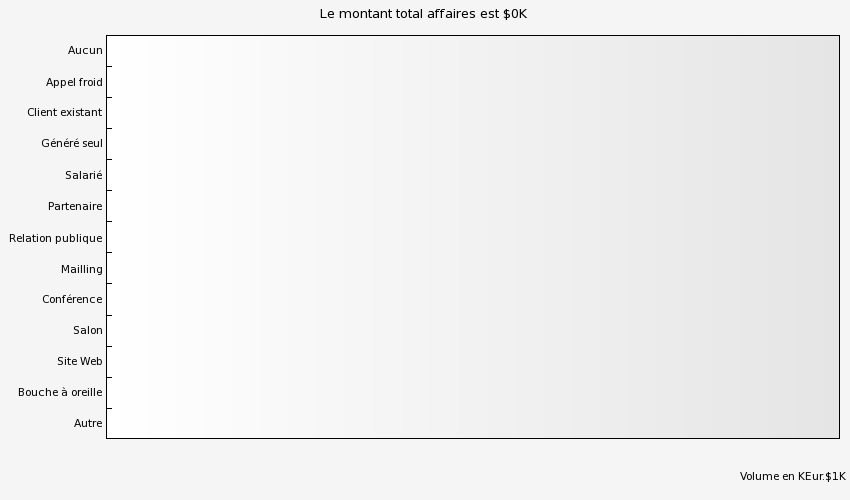 Le montant total affaires est $0K
Aucun
Appel froid
Client existant
Généré seul
Salarié
Partenaire
Relation publique
Mailling
Conférence
Salon
Site Web
Bouche à oreille
Autre
Volume en KEur.$1K